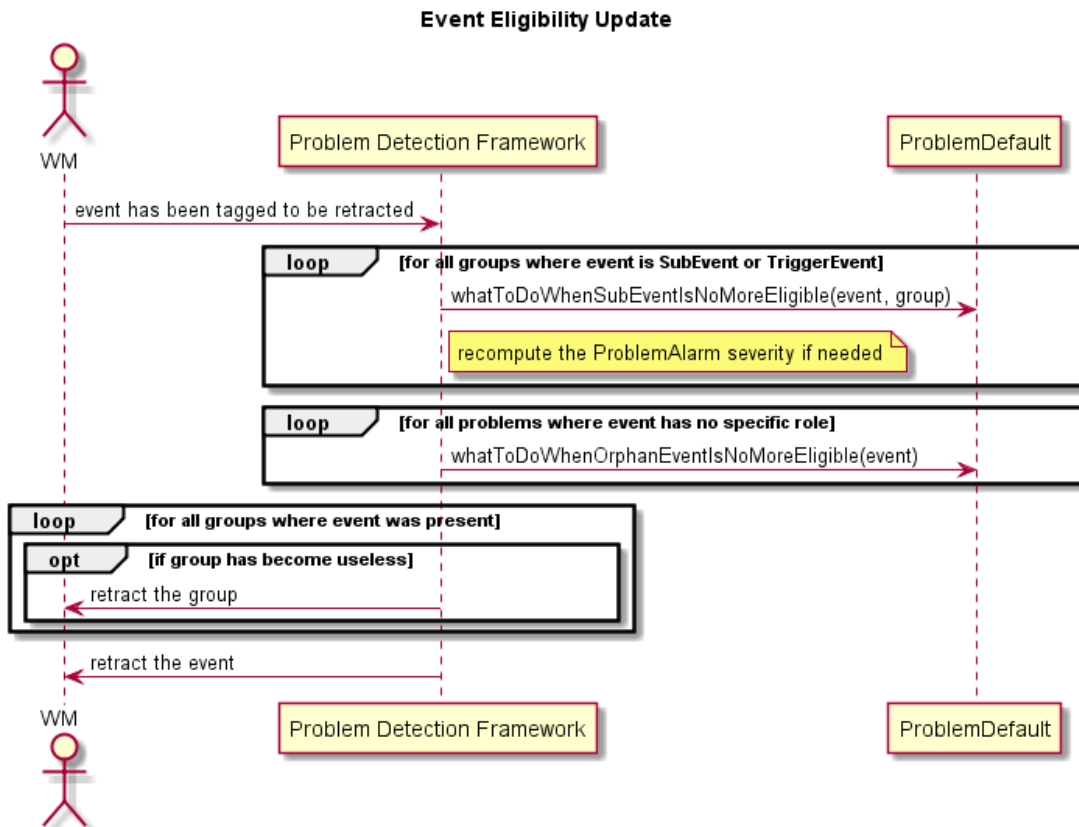 Event Eligibility Update
WM
Problem Detection Framework
ProblemDefault
event has been tagged to be retracted
loop
[for all groups where event is SubEvent or TriggerEvent]
whatToDoWhenSubEventIsNoMoreEligible(event, group)
recompute the ProblemAlarm severity if needed
loop
[for all problems where event has no specific role]
whatToDoWhenOrphanEventIsNoMoreEligible(event)
loop
[for all groups where event was present]
opt
[if group has become useless]
retract the group
retract the event
WM
Problem Detection Framework
ProblemDefault